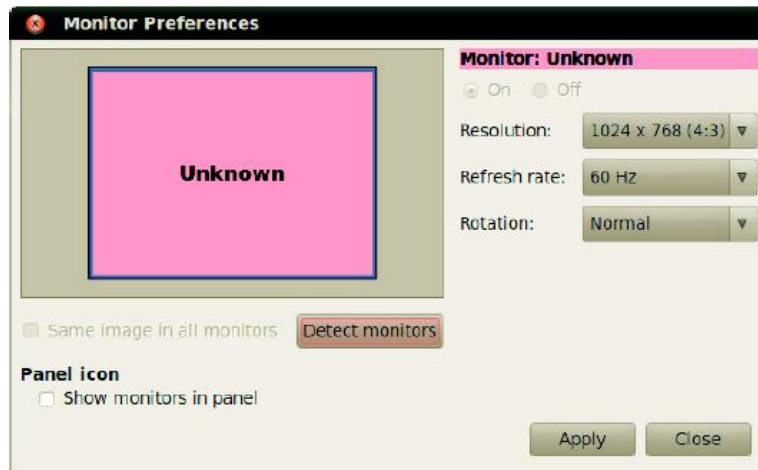 Monitor Preferences
Unknown
Monitor: Unknown
On Off
Resolution: 1024 x 768 (4:3)
Refresh rate: 60 Hz
Rotation: Normal
Same image in all monitors Detect monitors
Panel icon
Show monitors in panel
Apply Close